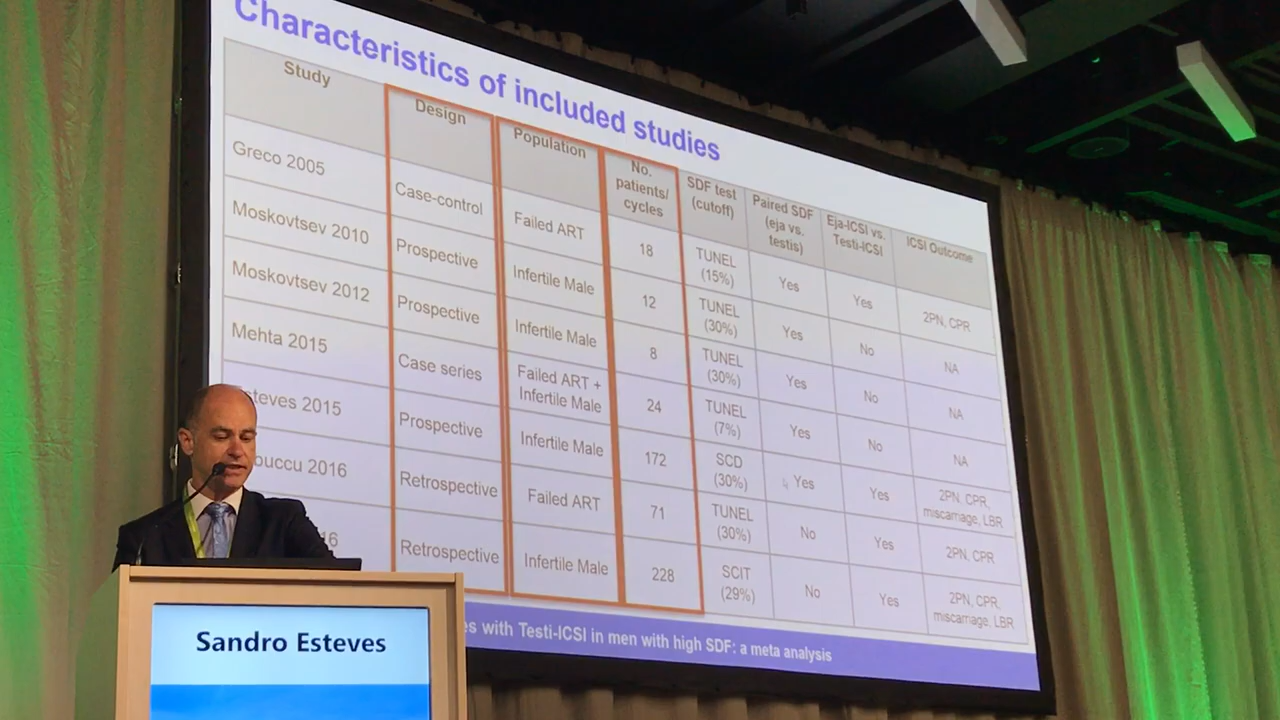 Characteristics of included studies
Study Design Population No. patients/ cycles SDF test (cutoff) Paired SDF (eja vs. testis) Eja-ICSI vs. Testi-ICSI ICSI Outcome
Greco 2005 Case-control Failed ART 18 TUNEL (15%) Yes Yes 2PN, CPR
Moskovtsev 2010 Prospective Infertile Male 12 TUNEL (30%) Yes No NA
Moskovtsev 2012 Prospective Infertile Male 8 TUNEL (30%) Yes No NA
Mehta 2015 Case series Failed ART + Infertile Male 24 TUNEL (7%) Yes No NA
teves 2015 Prospective Infertile Male 172 SCD (30%) Yes Yes 2PN, CPR, miscarriage, LBR
ouccu 2016 Retrospective Failed ART 71 TUNEL (30%) No Yes 2PN, CPR
16 Retrospective Infertile Male 228 SCIT (29%) No Yes 2PN, CPR, miscarriage, LBR
es with Testi-ICSI in men with high SDF: a meta analysis
Sandro Esteves